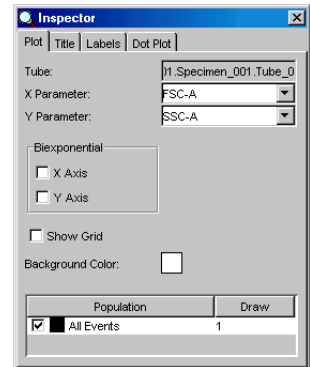 Inspector
Plot Title Labels Dot Plot
Tube: 01.Specimen_001.Tube_0
X Parameter: FSC-A
Y Parameter: SSC-A
Biexponential
X Axis
Y Axis
Show Grid
Background Color:
Population Draw
All Events 1